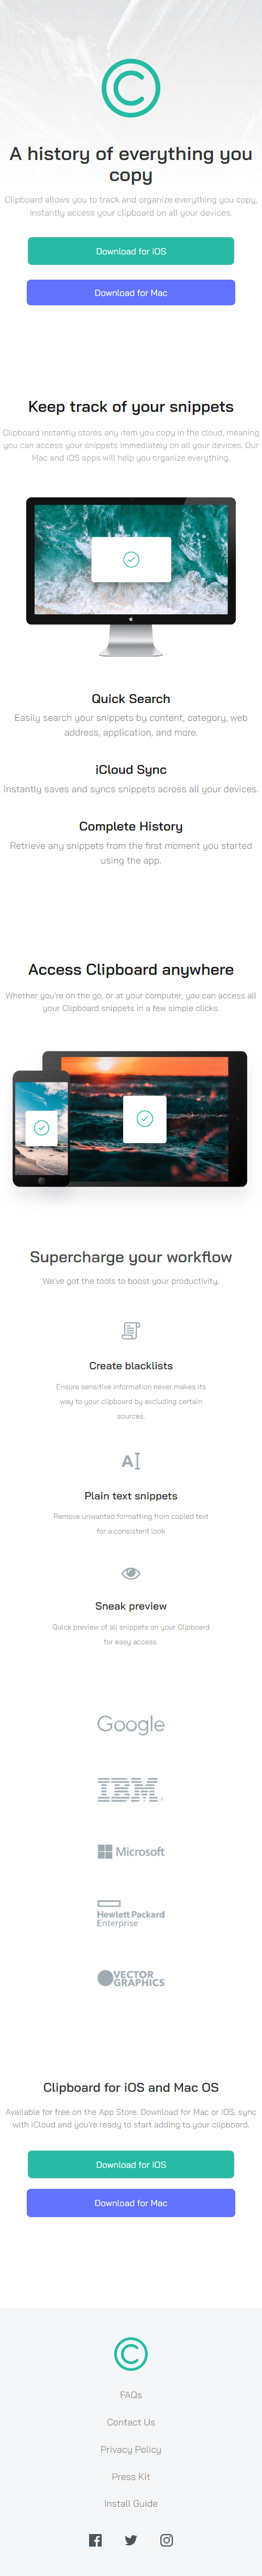 A history of everything you
copy
Clipboard allows you to track and organize everything you copy.
Instantly access your clipboard on all your devices.
Download for iOS
Download for Mac
Keep track of your snippets
Clipboard instantly stores any item you copy in the cloud, meaning
you can access your snippets immediately on all your devices. Our
Mac and iOS apps will help you organize everything.
Quick Search
Easily search your snippets by content, category, web
address, application, and more.
iCloud Sync
Instantly saves and syncs snippets across all your devices.
Complete History
Retrieve any snippets from the first moment you started
using the app.
Access Clipboard anywhere
Whether you're on the go, or at your computer, you can access all
your Clipboard snippets in a few simple clicks.
Supercharge your workflow
We've got the tools to boost your productivity.
Create blacklists
Ensure sensitive information never makes its
way to your clipboard by excluding certain
sources.
A
Plain text snippets
Remove unwanted formatting from copied text
for a consistent look
Sneak preview
Quick preview of all snippets on your Clipboard
for easy access.
Google
IBM
Microsoft
Hewlett Packard
Enterprise
VECTOR
GRAPHICS
Clipboard for iOS and Mac OS
Available for free on the App Store. Download for Mac or iOS, sync
with iCloud and you're ready to start adding to your clipboard.
Download for iOS
Download for Mac
FAQs
Contact Us
Privacy Policy
Press Kit
Install Guide